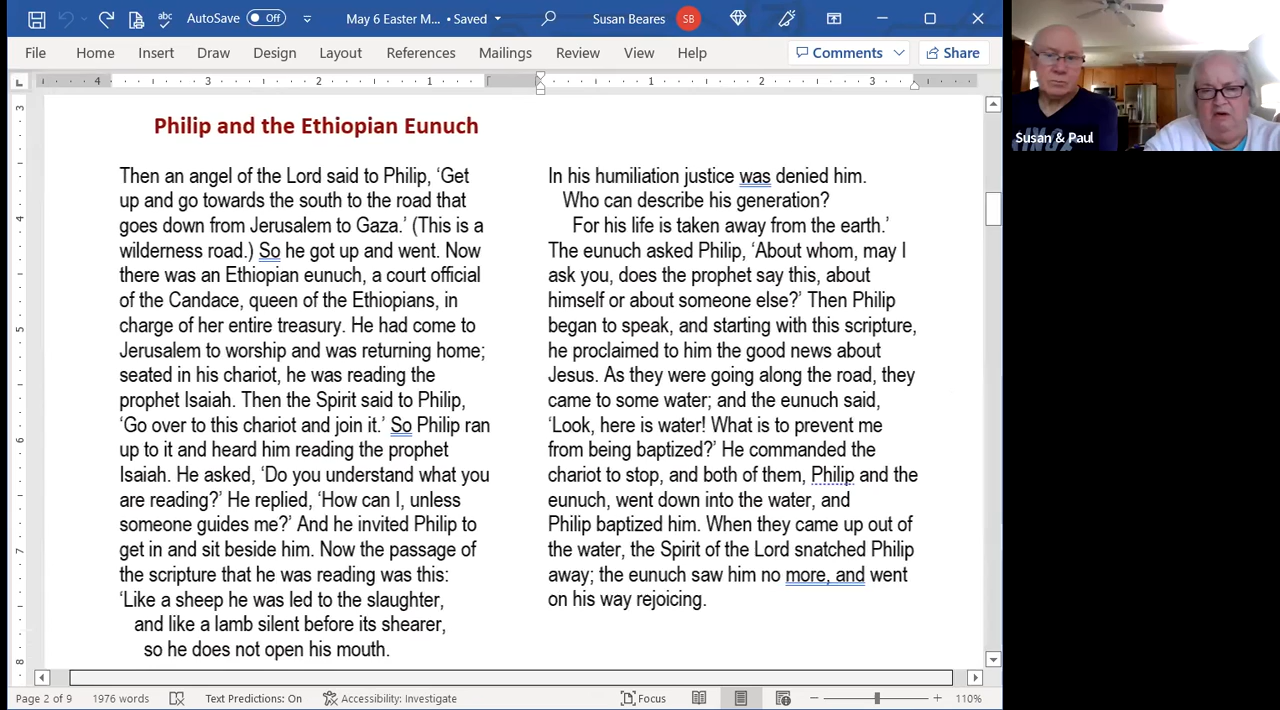 AutoSave Off May 6 Easter M... • Saved Susan Beares SB
File Home Insert Draw Design Layout References Mailings Review View Help Comments Share
4 3 2 1 1 2 3
3
4
5
6
7
8
Philip and the Ethiopian Eunuch
Then an angel of the Lord said to Philip, ‘Get
up and go towards the south to the road that
goes down from Jerusalem to Gaza.’ (This is a
wilderness road.) So he got up and went. Now
there was an Ethiopian eunuch, a court official
of the Candace, queen of the Ethiopians, in
charge of her entire treasury. He had come to
Jerusalem to worship and was returning home;
seated in his chariot, he was reading the
prophet Isaiah. Then the Spirit said to Philip,
‘Go over to this chariot and join it.’ So Philip ran
up to it and heard him reading the prophet
Isaiah. He asked, ‘Do you understand what you
are reading?’ He replied, ‘How can I, unless
someone guides me?’ And he invited Philip to
get in and sit beside him. Now the passage of
the scripture that he was reading was this:
‘Like a sheep he was led to the slaughter,
and like a lamb silent before its shearer,
so he does not open his mouth.
In his humiliation justice was denied him.
Who can describe his generation?
For his life is taken away from the earth.’
The eunuch asked Philip, ‘About whom, may I
ask you, does the prophet say this, about
himself or about someone else?’ Then Philip
began to speak, and starting with this scripture,
he proclaimed to him the good news about
Jesus. As they were going along the road, they
came to some water; and the eunuch said,
‘Look, here is water! What is to prevent me
from being baptized?’ He commanded the
chariot to stop, and both of them, Philip and the
eunuch, went down into the water, and
Philip baptized him. When they came up out of
the water, the Spirit of the Lord snatched Philip
away; the eunuch saw him no more, and went
on his way rejoicing.
Page 2 of 9 1976 words Text Predictions: On Accessibility: Investigate Focus 110%
Susan & Paul